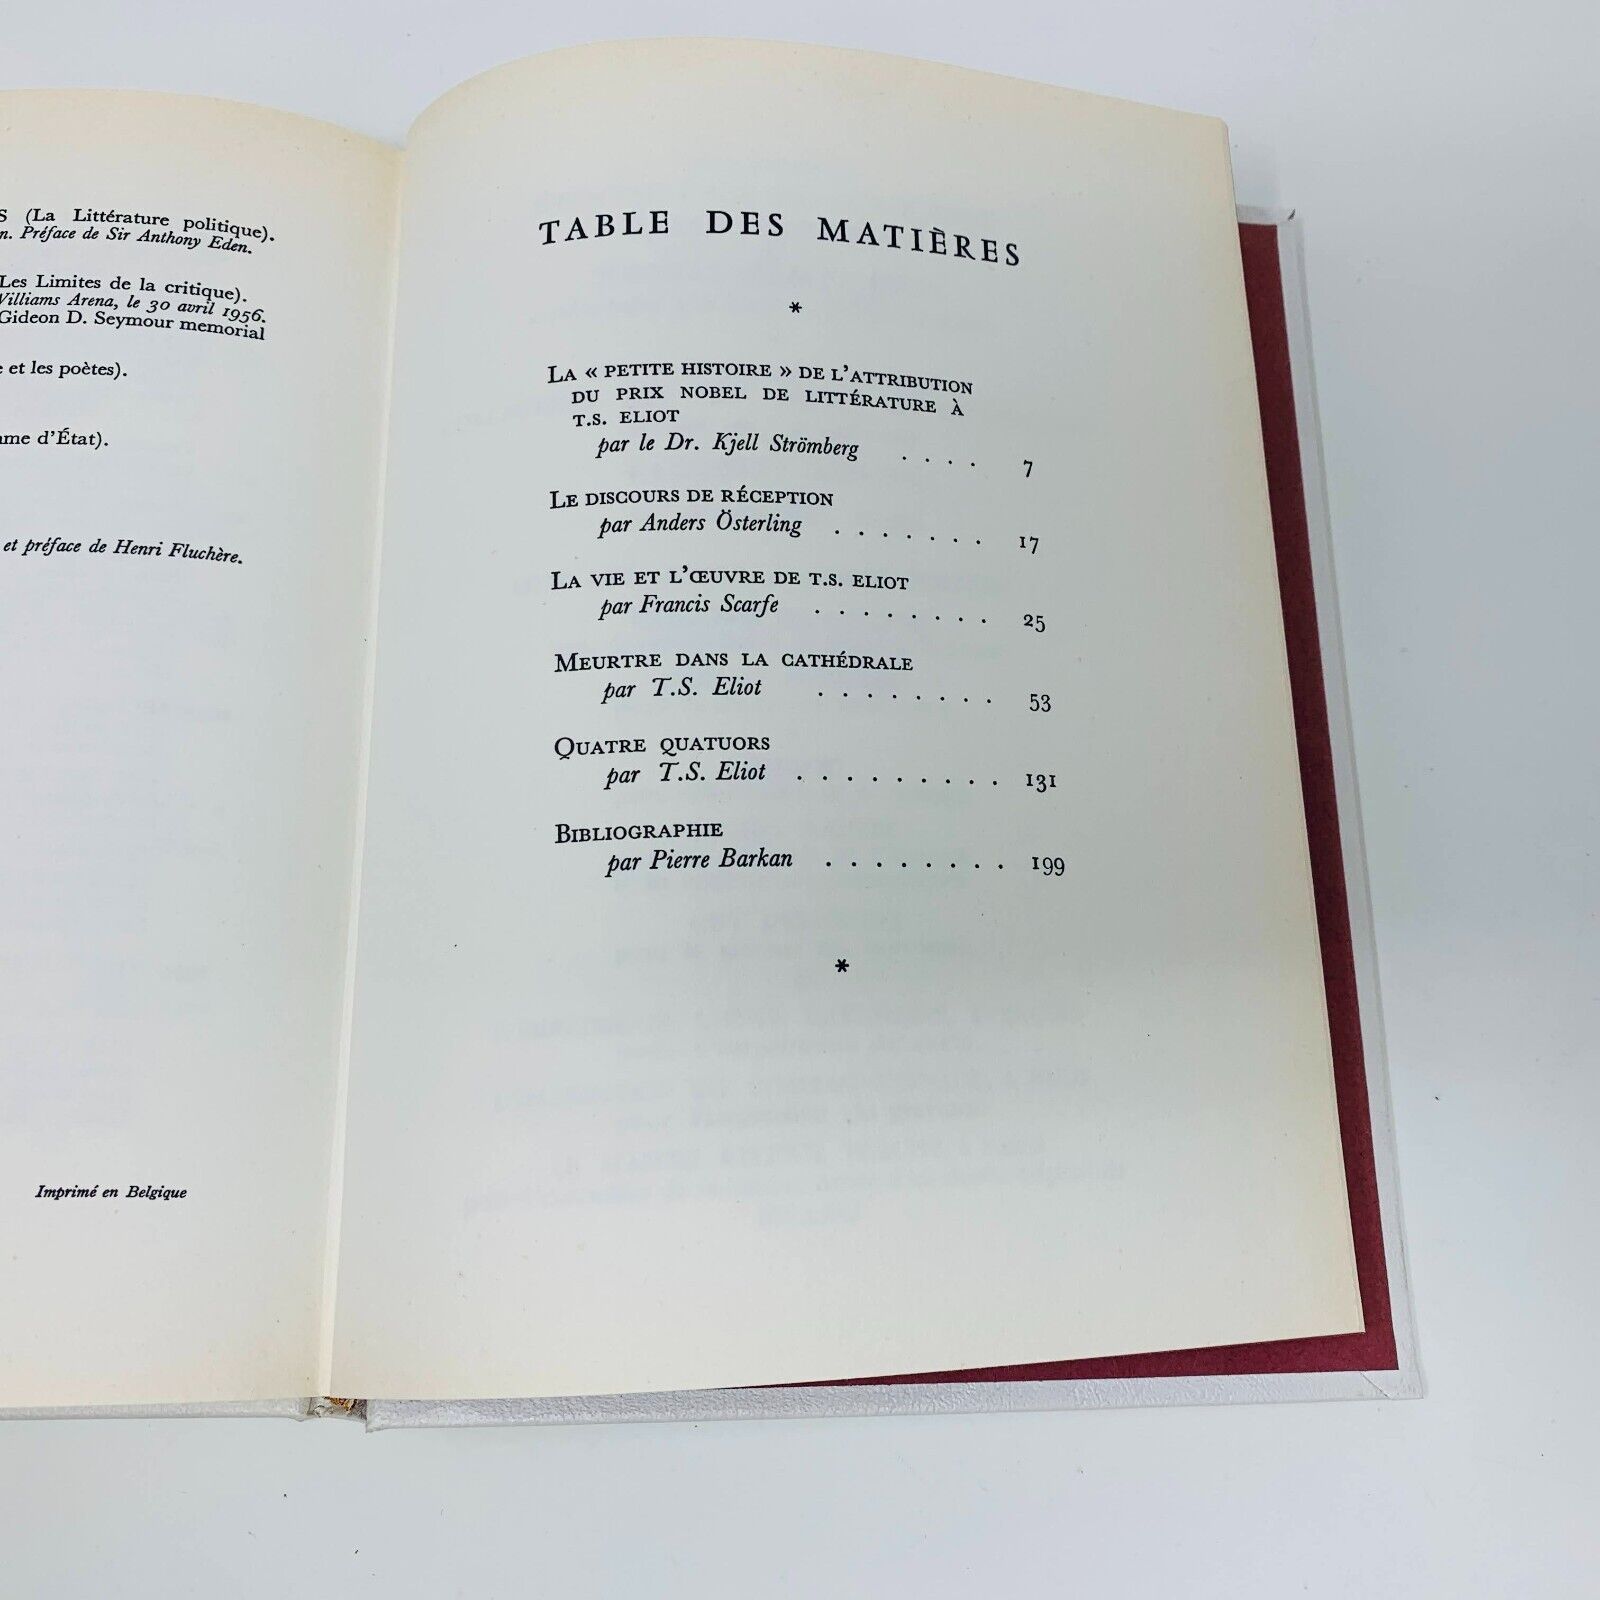 S (La Littérature politique).
n. Préface de Sir Anthony Eden.
Les Limites de la critique).
Williams Arena, le 30 avril 1956.
Gideon D. Seymour memorial
et les poètes).
d'État).
et préface de Henri Fluchère.
Imprimé en Belgique
TABLE DES MATIÈRES
*
LA « PETITE HISTOIRE » DE L'ATTRIBUTION
DU PRIX NOBEL DE LITTÉRATURE À
T.S. ELIOT
par le Dr. Kjell Strömberg . . . . 7
LE DISCOURS DE RÉCEPTION
par Anders Österling . . . . . . . 17
LA VIE ET L'ŒUVRE DE T.S. ELIOT
par Francis Scarfe . . . . . . . . 25
MEURTRE DANS LA CATHÉDRALE
par T.S. Eliot . . . . . . . . 53
QUATRE QUATUORS
par T.S. Eliot . . . . . . . . . 131
BIBLIOGRAPHIE
par Pierre Barkan . . . . . . . . 199
*